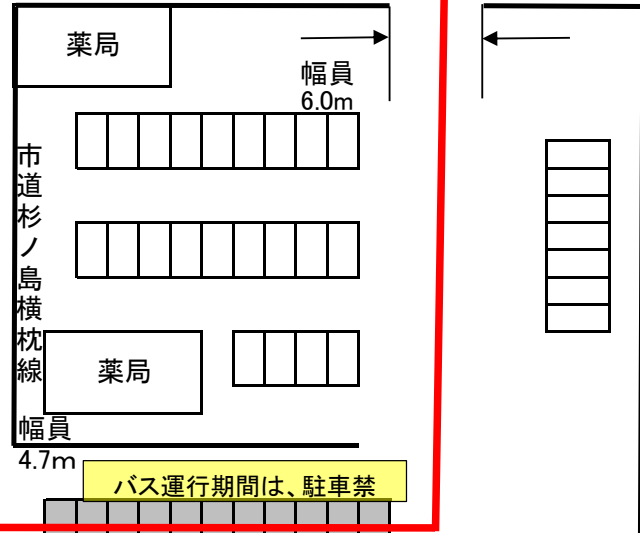 薬局
幅員
6.0m
市道杉ノ島横枕線
薬局
幅員
4.7m
バス運行期間は、駐車禁